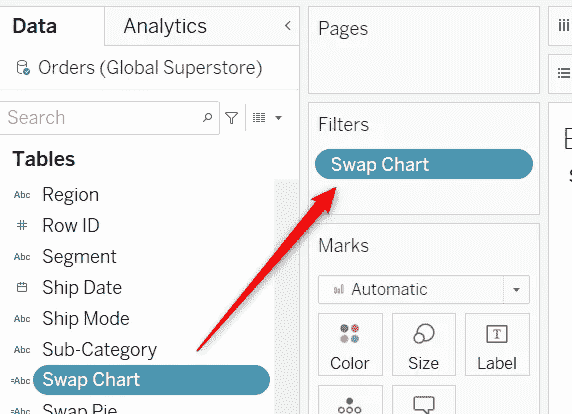 Data
Analytics
Orders (Global Superstore)
Search
Tables
Abc Region
# Row ID
Abc Segment
Ship Date
Abc Ship Mode
Abc Sub-Category
=Abc Swap Chart
=Abc Swap Pie
Pages
Filters
Swap Chart
Marks
Automatic
Color
Size
T
Label